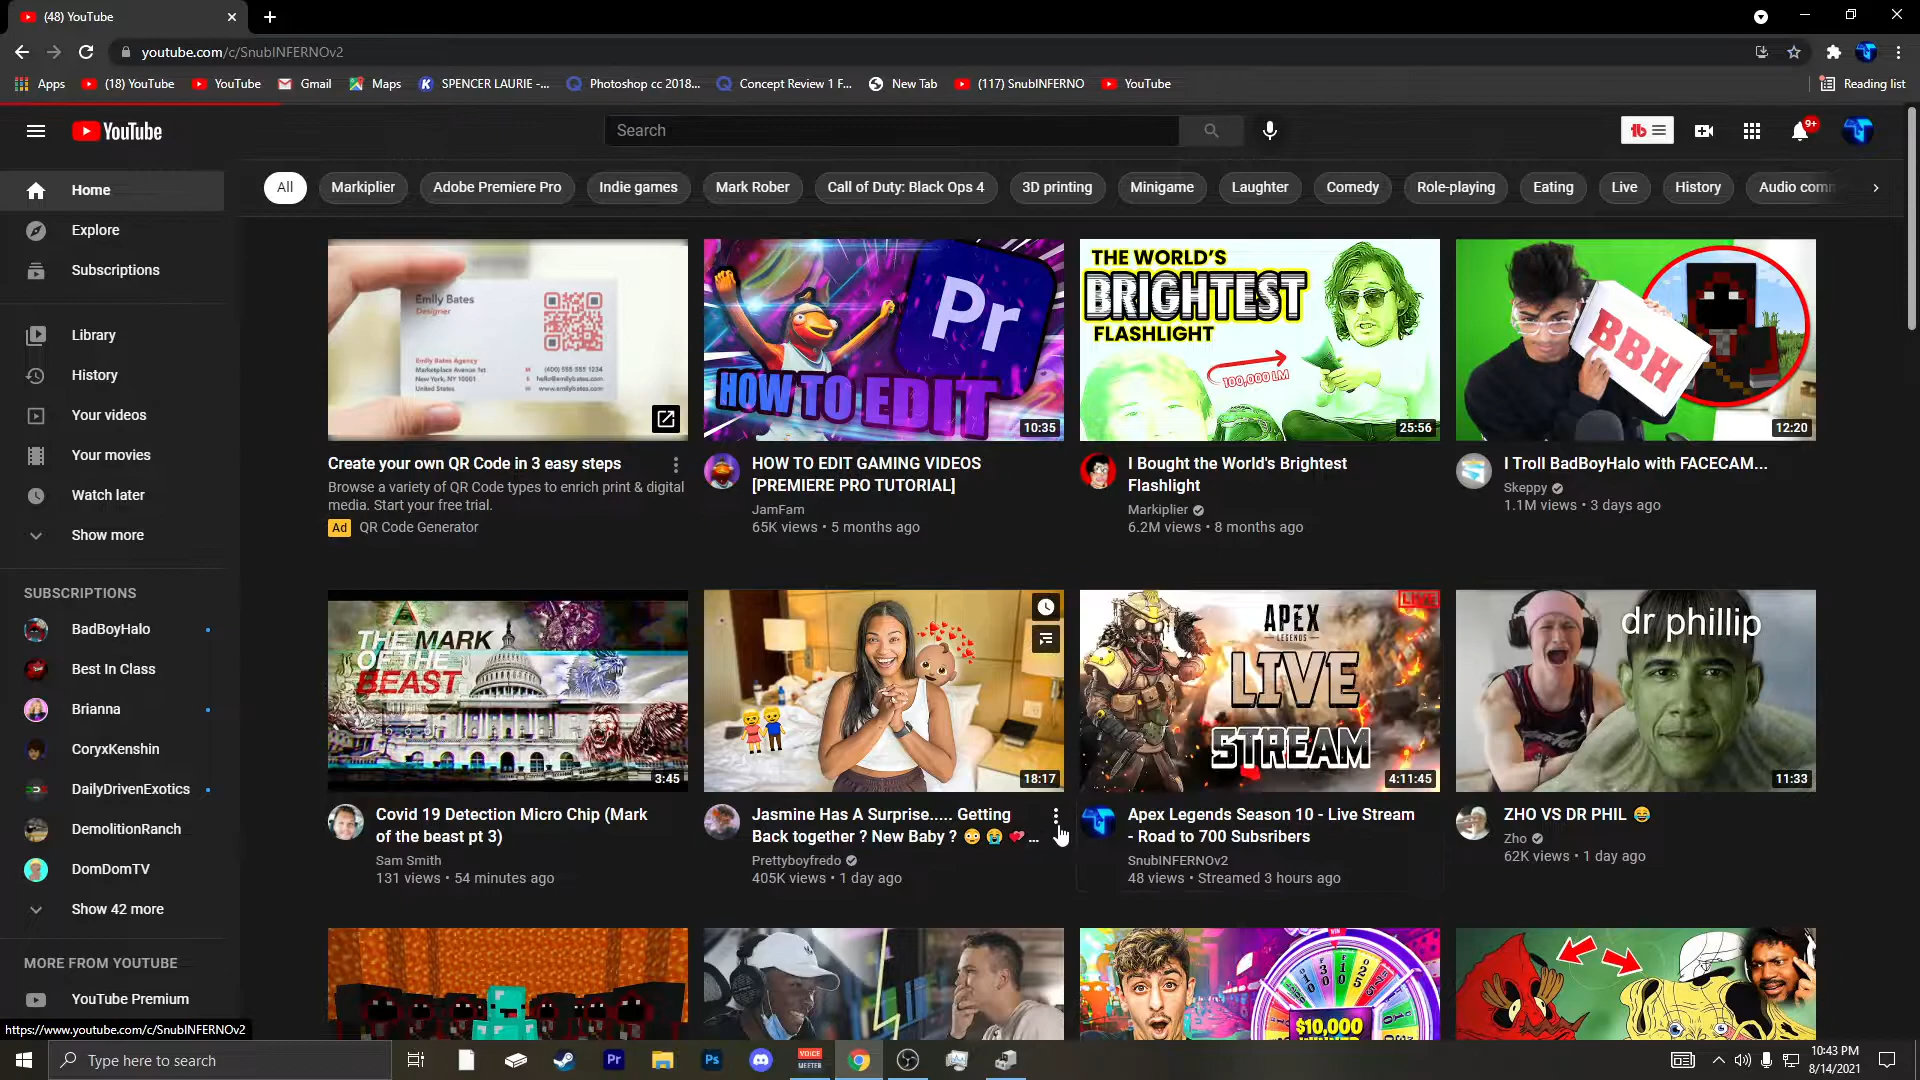 (48) YouTube
youtube.com/c/SnubINFERNOv2
Apps
(18) YouTube
YouTube
Gmail
Maps
SPENCER LAURIE -...
Photoshop cc 2018...
Concept Review 1 F...
New Tab
(117) SnubINFERNO
YouTube
Reading list
YouTube
Search
9+
Home
Explore
Subscriptions
Library
History
Your videos
Your movies
Watch later
Show more
SUBSCRIPTIONS
BadBoyHalo
Best In Class
Brianna
CoryxKenshin
DailyDrivenExotics
DemolitionRanch
DomDomTV
Show 42 more
MORE FROM YOUTUBE
YouTube Premium
All
Markiplier
Adobe Premiere Pro
Indie games
Mark Rober
Call of Duty: Black Ops 4
3D printing
Minigame
Laughter
Comedy
Role-playing
Eating
Live
History
Audio com
Emily Bates
Designer
Emily Bates Agency
Marketplace Avenue 1st
New York, NY 10001
United States
M (400) 555 555 1234
E hello@emilybates.com
W www.emilybates.com
Create your own QR Code in 3 easy steps
Browse a variety of QR Code types to enrich print & digital
media. Start your free trial.
Ad QR Code Generator
Pr
HOW TO EDIT
10:35
HOW TO EDIT GAMING VIDEOS
[PREMIERE PRO TUTORIAL]
JamFam
65K views • 5 months ago
THE WORLD'S
BRIGHTEST
FLASHLIGHT
100,000 LM
25:56
I Bought the World's Brightest
Flashlight
Markiplier
6.2M views • 8 months ago
BBH
12:20
I Troll BadBoyHalo with FACECAM...
Skeppy
1.1M views • 3 days ago
THE MARK
OF THE
BEAST
3:45
Covid 19 Detection Micro Chip (Mark
of the beast pt 3)
Sam Smith
131 views • 54 minutes ago
18:17
Jasmine Has A Surprise..... Getting
Back together ? New Baby ? 😳 😭 💞 ...
Prettyboyfredo
405K views • 1 day ago
LIVE
APEX
LEGENDS
LIVE
STREAM
4:11:45
Apex Legends Season 10 - Live Stream
- Road to 700 Subsribers
SnubINFERNOv2
48 views • Streamed 3 hours ago
dr phillip
11:33
ZHO VS DR PHIL 😂
Zho
62K views • 1 day ago
$10,000
https://www.youtube.com/c/SnubINFERNOv2
Type here to search
Pr
Ps
VOICE
MEETER
10:43 PM
8/14/2021